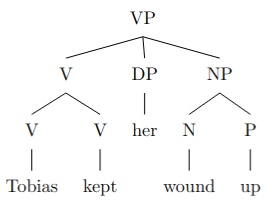 VP
V DP NP
V V her N P
Tobias kept wound up